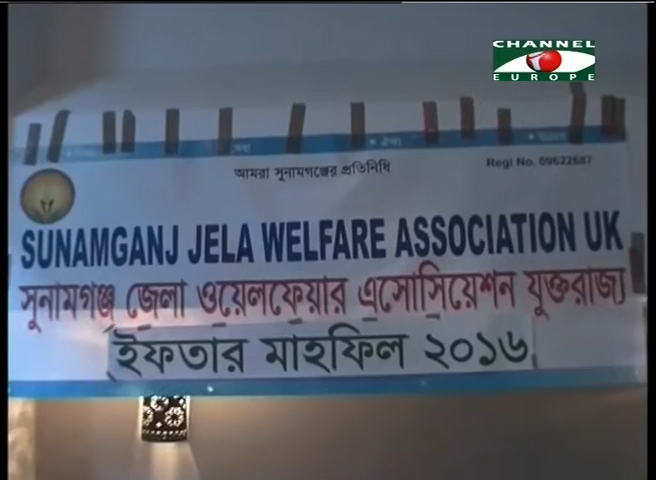 CHANNEL
EUROPE
আমরা সুনামগঞ্জের প্রতিনিধি
Regi No. 09622687
SUNAMGANJ JELA WELFARE ASSOCIATION UK
সুনামগঞ্জ জেলা ওয়েলফেয়ার এসোসিয়েশন যুক্তরাজ্য
ইফতার মাহফিল ২০১৬